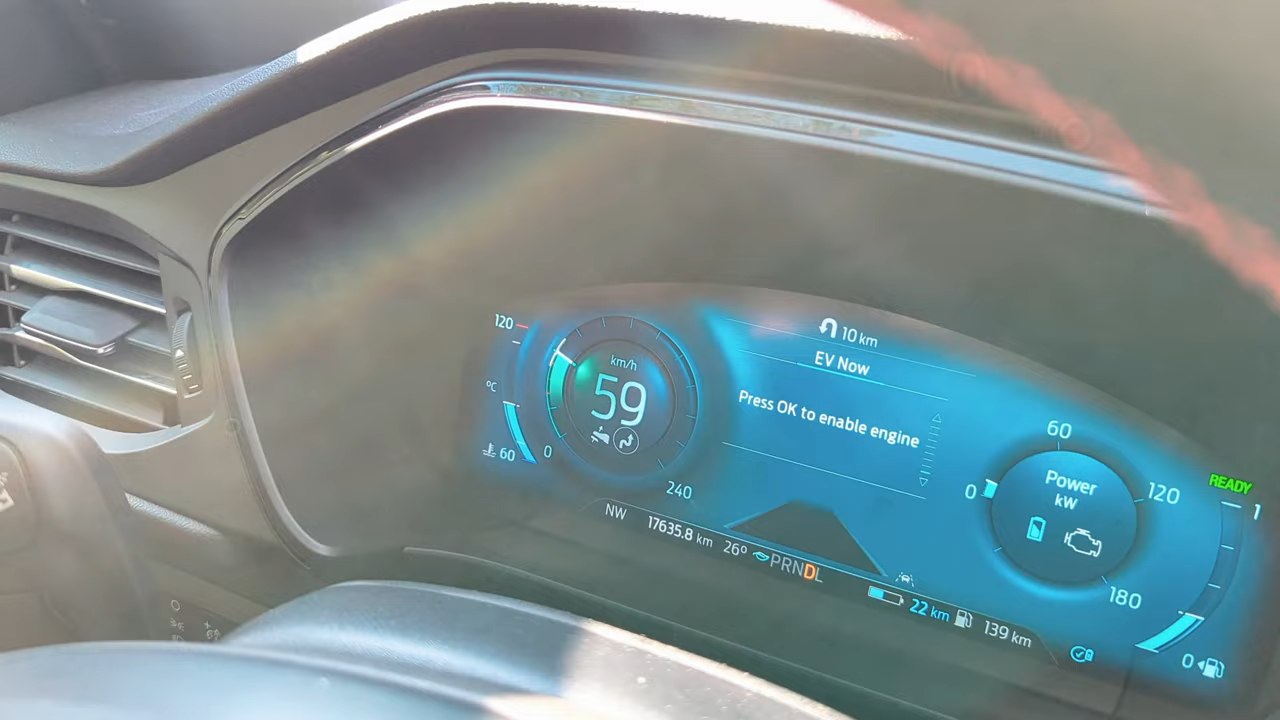 120
°C
60
km/h
59
0
240
10 km
EV Now
Press OK to enable engine
60
0
120
180
Power
kW
READY
1
0
NW 17635.8 km 26° PRNDL
22 km 139 km